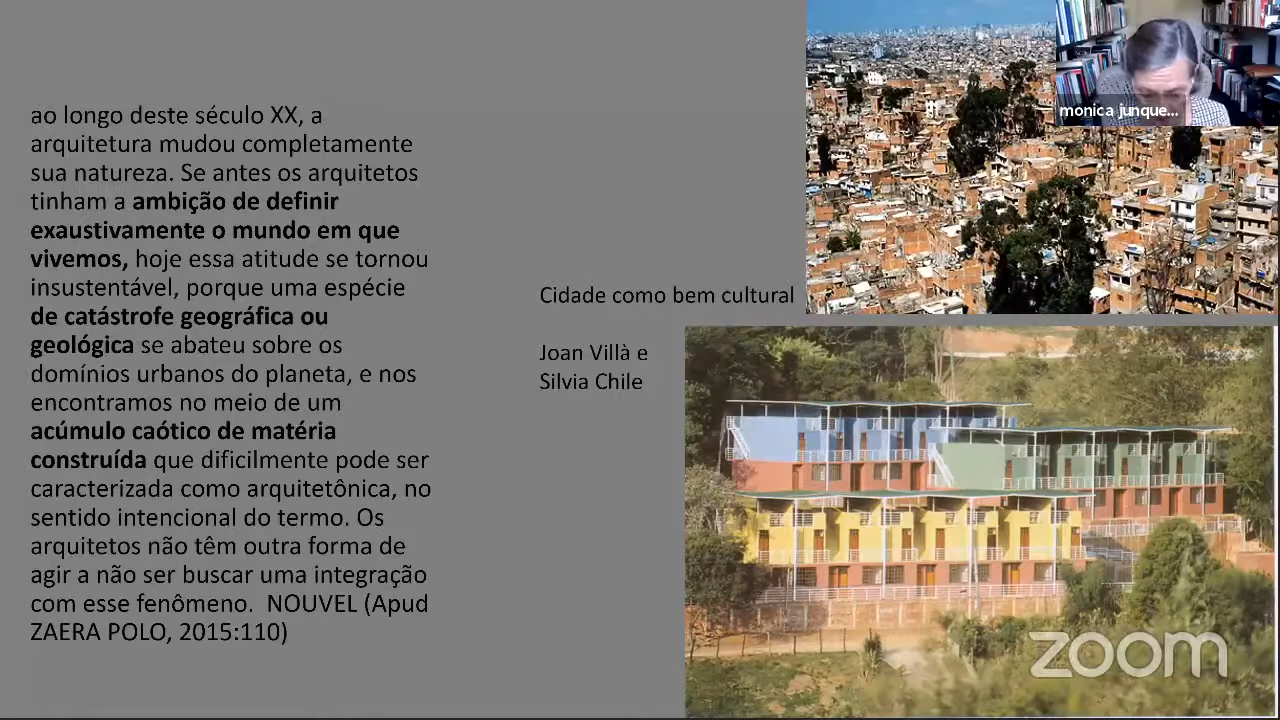 ao longo deste século XX, a
arquitetura mudou completamente
sua natureza. Se antes os arquitetos
tinham a ambição de definir
exaustivamente o mundo em que
vivemos, hoje essa atitude se tornou
insustentável, porque uma espécie
de catástrofe geográfica ou
geológica se abateu sobre os
domínios urbanos do planeta, e nos
encontramos no meio de um
acúmulo caótico de matéria
construída que dificilmente pode ser
caracterizada como arquitetônica, no
sentido intencional do termo. Os
arquitetos não têm outra forma de
agir a não ser buscar uma integração
com esse fenômeno. NOUVEL (Apud
ZAERA POLO, 2015:110)
Cidade como bem cultural
Joan Villà e
Silvia Chile
monica junque...
zoom